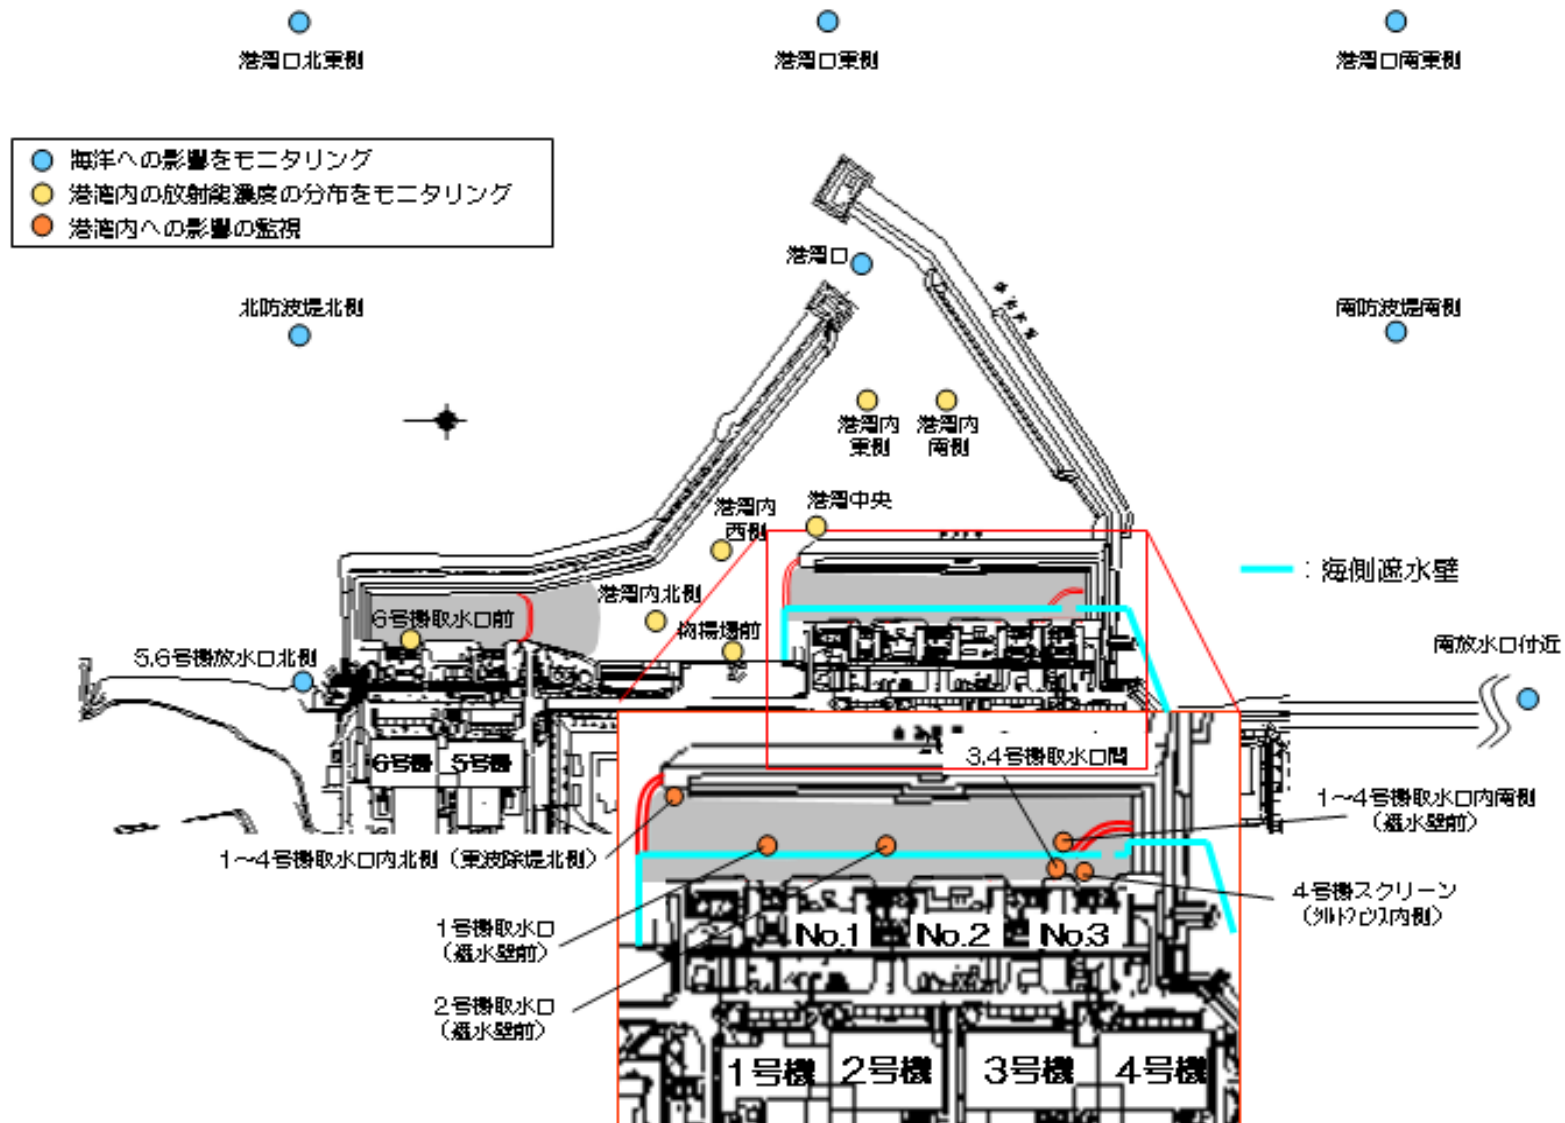 港湾口北東側
港湾口東側
港湾口南東側
海洋への影響をモニタリング
港湾内の放射能濃度の分布をモニタリング
港湾内への影響の監視
港湾口
北防波堤北側
南防波堤南側
港湾内
東側
港湾内
南側
港湾内
西側
港湾中央
：海側遮水壁
港湾内北側
6号機取水口前
物揚場前
5,6号機放水口北側
南放水口付近
6号機
5号機
3,4号機取水口間
1～4号機取水口内南側
（遮水壁前）
1～4号機取水口内北側（東波除堤北側）
4号機スクリーン
（シルトフェンス内側）
1号機取水口
（遮水壁前）
No.1
No.2
No.3
2号機取水口
（遮水壁前）
1号機
2号機
3号機
4号機